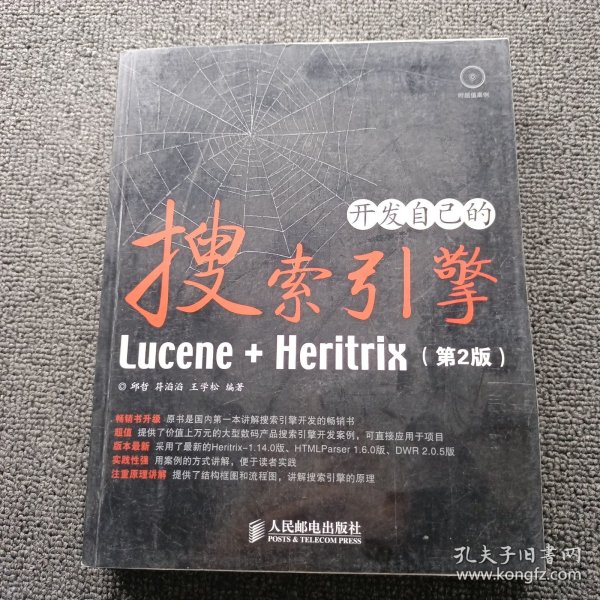 附超值案例
开发自己的
搜索引擎
Lucene + Heritrix（第2版）
◎ 邱哲 符滔滔 王学松 编著
畅销书升级 原书是国内第一本讲解搜索引擎开发的畅销书
超值 提供了价值上万元的大型数码产品搜索引擎开发案例，可直接应用于项目
版本最新 采用了最新的Heritrix-1.14.0版、HTMLParser 1.6.0版、DWR 2.0.5版
实践性强 用案例的方式讲解，便于读者实践
注重原理讲解 提供了结构框图和流程图，讲解搜索引擎的原理
人民邮电出版社
POSTS & TELECOM PRESS
孔夫子旧书网
www.kongfz.com